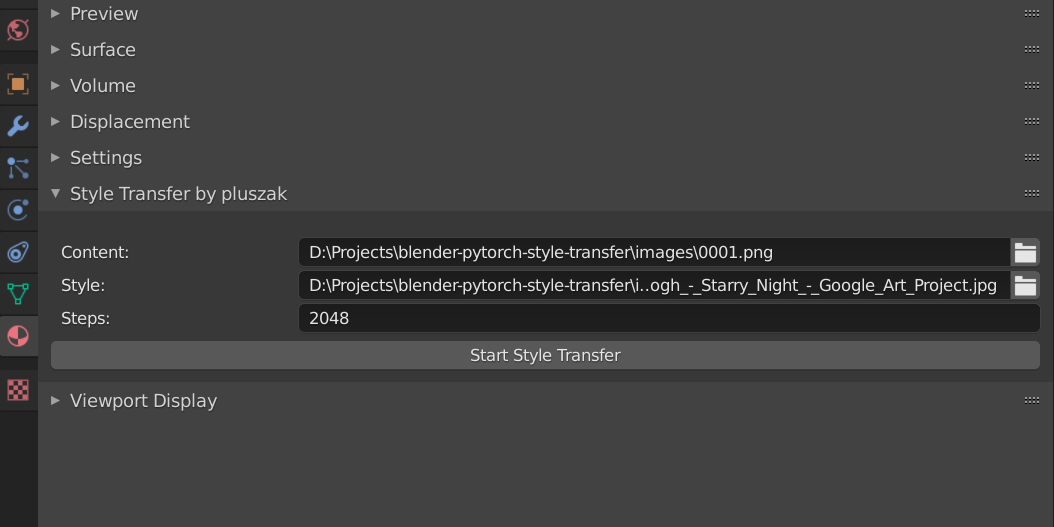 Preview
Surface
Volume
Displacement
Settings
Style Transfer by pluszak
Content: D:\Projects\blender-pytorch-style-transfer\images\0001.png
Style: D:\Projects\blender-pytorch-style-transfer\i..ogh_-_Starry_Night_-_Google_Art_Project.jpg
Steps: 2048
Start Style Transfer
Viewport Display